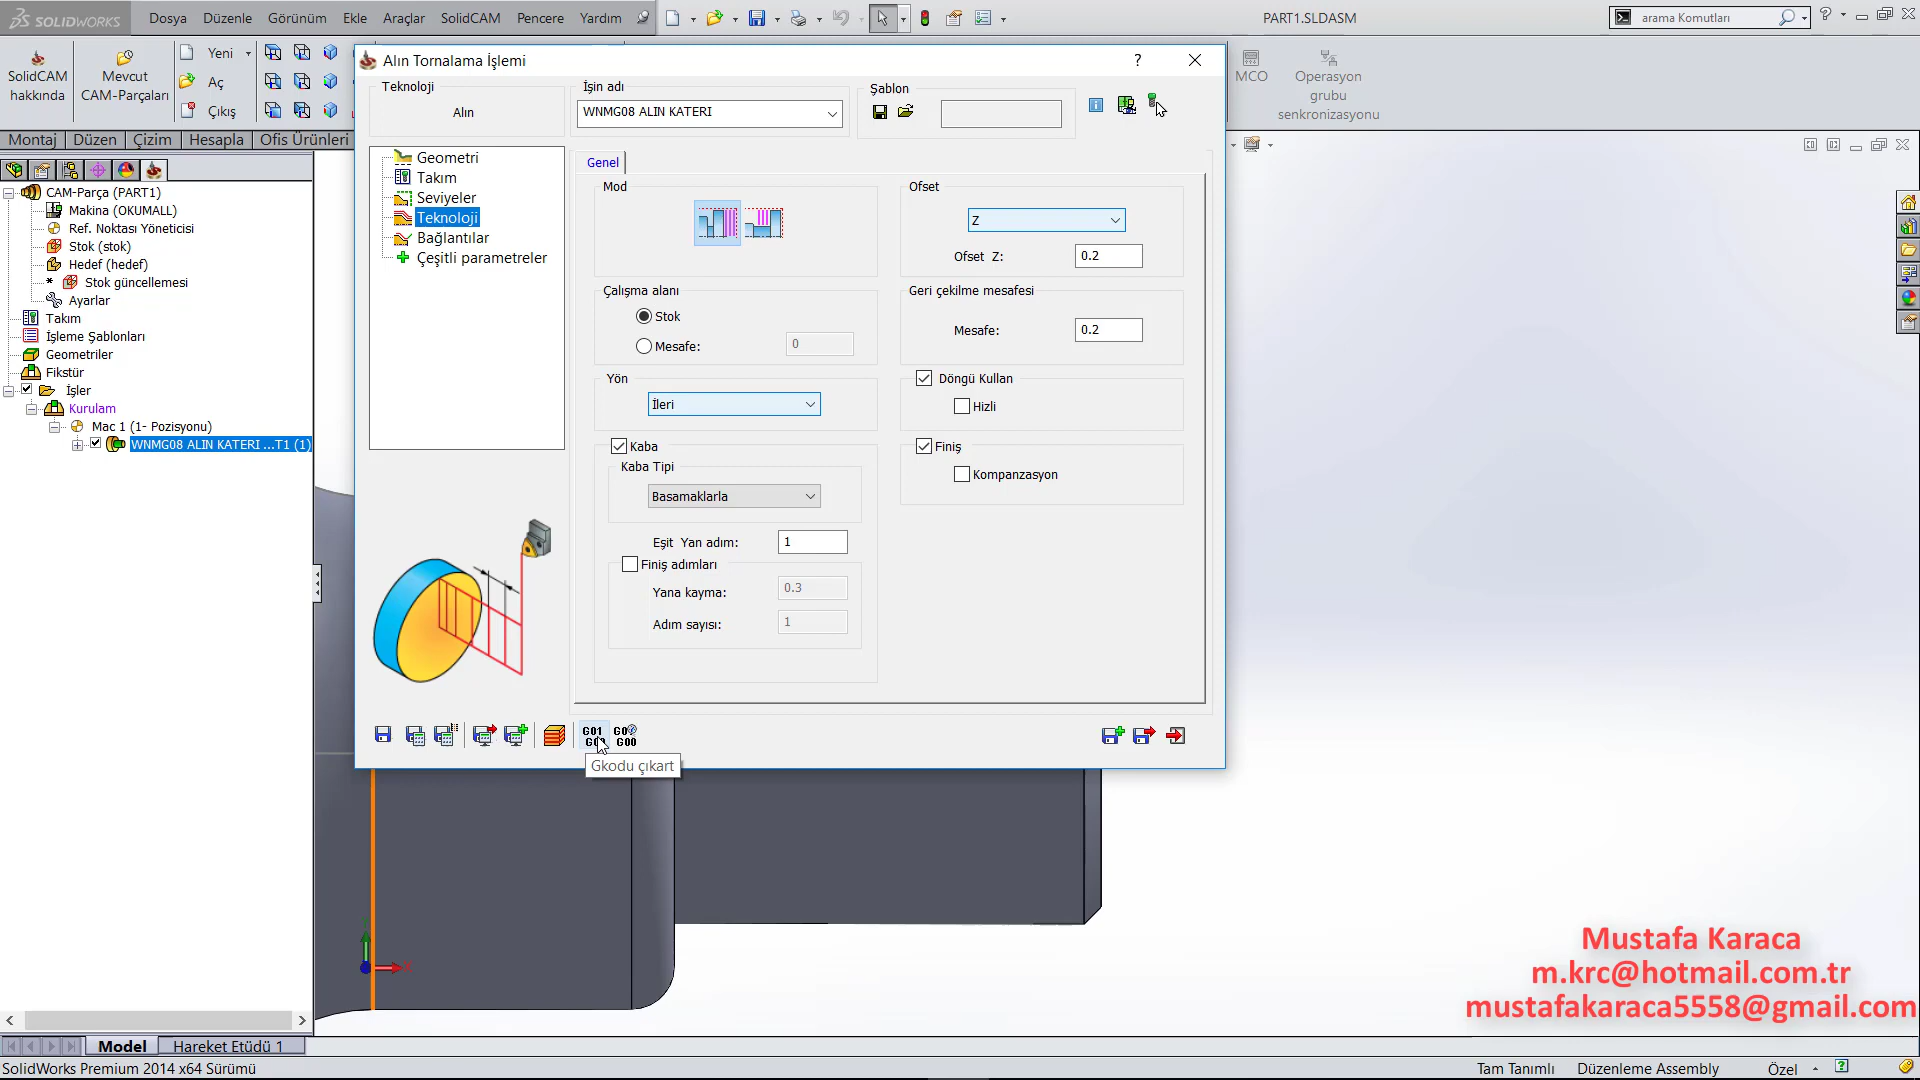 SOLIDWORKS
Dosya
Düzenle
Görünüm
Ekle
Araçlar
SolidCAM
Pencere
Yardım
PART1.SLDASM
arama Komutları
SolidCAM
hakkında
Mevcut
CAM-Parçaları
Yeni
Aç
Çıkış
MCO
Operasyon
grubu
senkronizasyonu
Montaj
Düzen
Çizim
Hesapla
Ofis Ürünleri
CAM-Parça (PART1)
Makina (OKUMALL)
Ref. Noktası Yöneticisi
Stok (stok)
Hedef (hedef)
* Stok güncellemesi
Ayarlar
Takım
İşleme Şablonları
Geometriler
Fikstür
İşler
Kurulam
Mac 1 (1- Pozisyonu)
WNMG08 ALIN KATERI ...T1 (1)
Alın Tornalama İşlemi
?
Teknoloji
Alın
İşin adı
WNMG08 ALIN KATERI
Şablon
Geometri
Takım
Seviyeler
Teknoloji
Bağlantılar
Çeşitli parametreler
Genel
Mod
Ofset
Z
Ofset Z:
0.2
Çalışma alanı
Stok
Mesafe:
0
Geri çekilme mesafesi
Mesafe:
0.2
Yön
İleri
Döngü Kullan
Hizli
Kaba
Kaba Tipi
Basamaklarla
Finiş
Kompanzasyon
Eşit Yan adım:
1
Finiş adımları
Yana kayma:
0.3
Adım sayısı:
1
G01
G00
Gkodu çıkart
X
Mustafa Karaca
m.krc@hotmail.com.tr
mustafakaraca5558@gmail.com
Model
Hareket Etüdü 1
SolidWorks Premium 2014 x64 Sürümü
Tam Tanımlı
Düzenleme Assembly
Özel